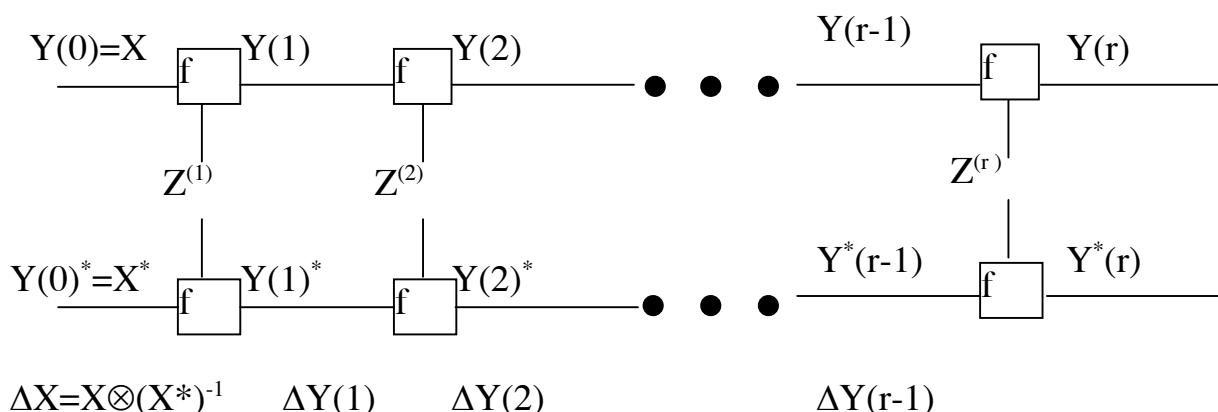 Y(0)=X Y(1) Y(2) Y(r-1) Y(r)
f f f
Z⁽¹⁾ Z⁽²⁾ Z⁽ʳ ⁾
Y(0)*=X* Y(1)* Y(2)* Y*(r-1) Y*(r)
f f f
ΔX=X⊗(X*)⁻¹ ΔY(1) ΔY(2) ΔY(r-1)